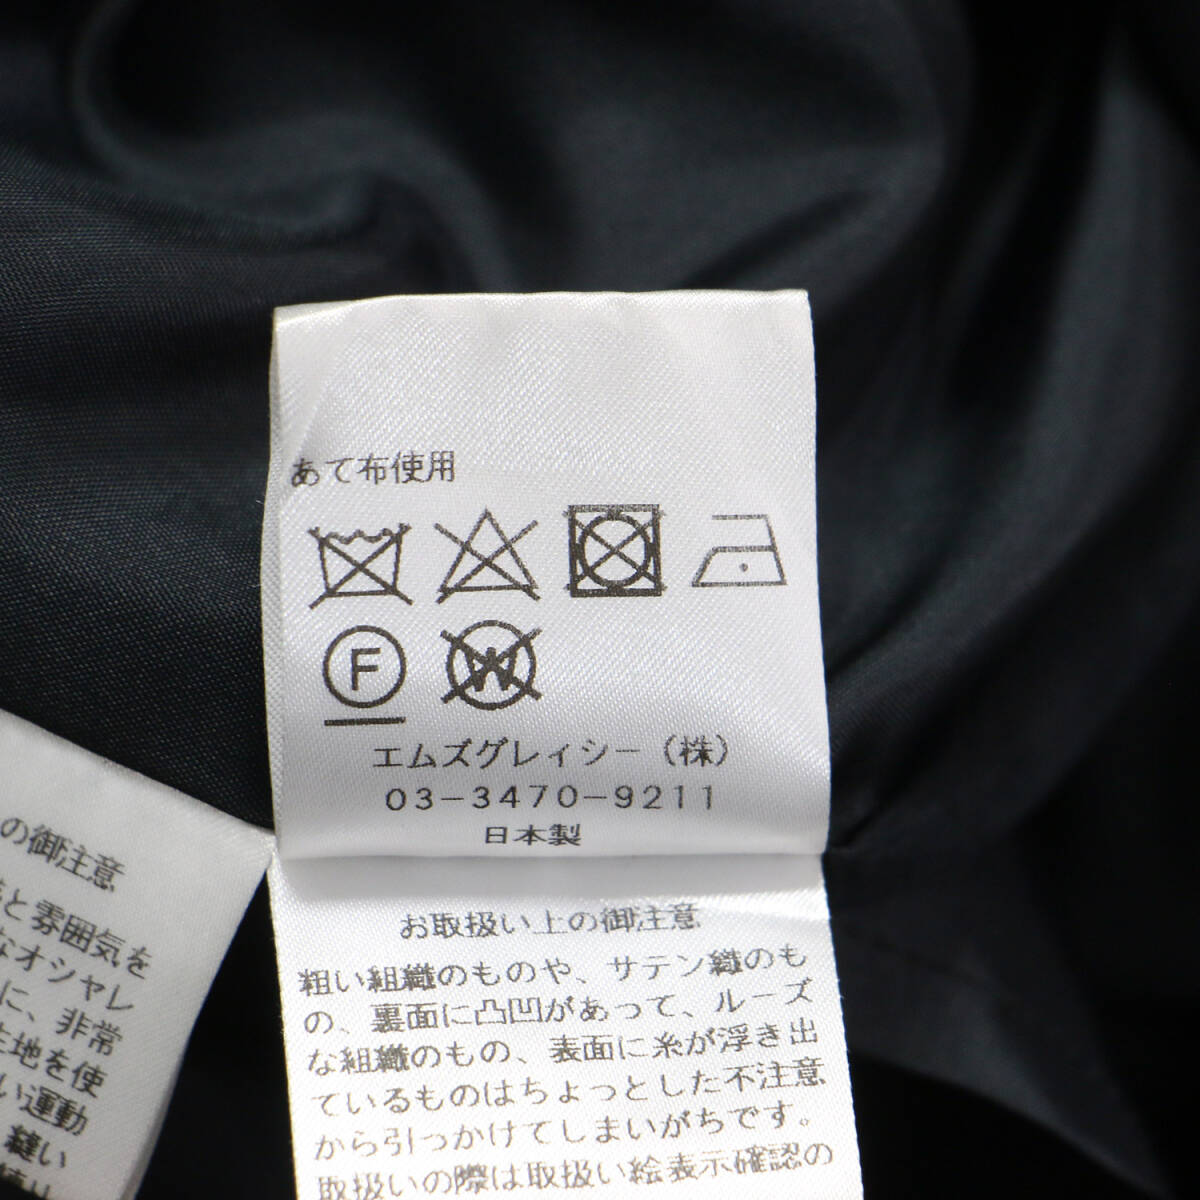 あて布使用
F
W
エムズグレイシー(株)
03-3470-9211
日本製
お取扱い上の御注意
粗い組織のものや、サテン織のも
の、裏面に凸凹があって、ルーズ
な組織のもの、表面に糸が浮き出
ているものはちょっとした不注意
から引っかけてしまいがちです。
取扱いの際は取扱い絵表示確認の
の御注意
と雰囲気を
なオシャレ
に、非常
地を使
い運動
縫い